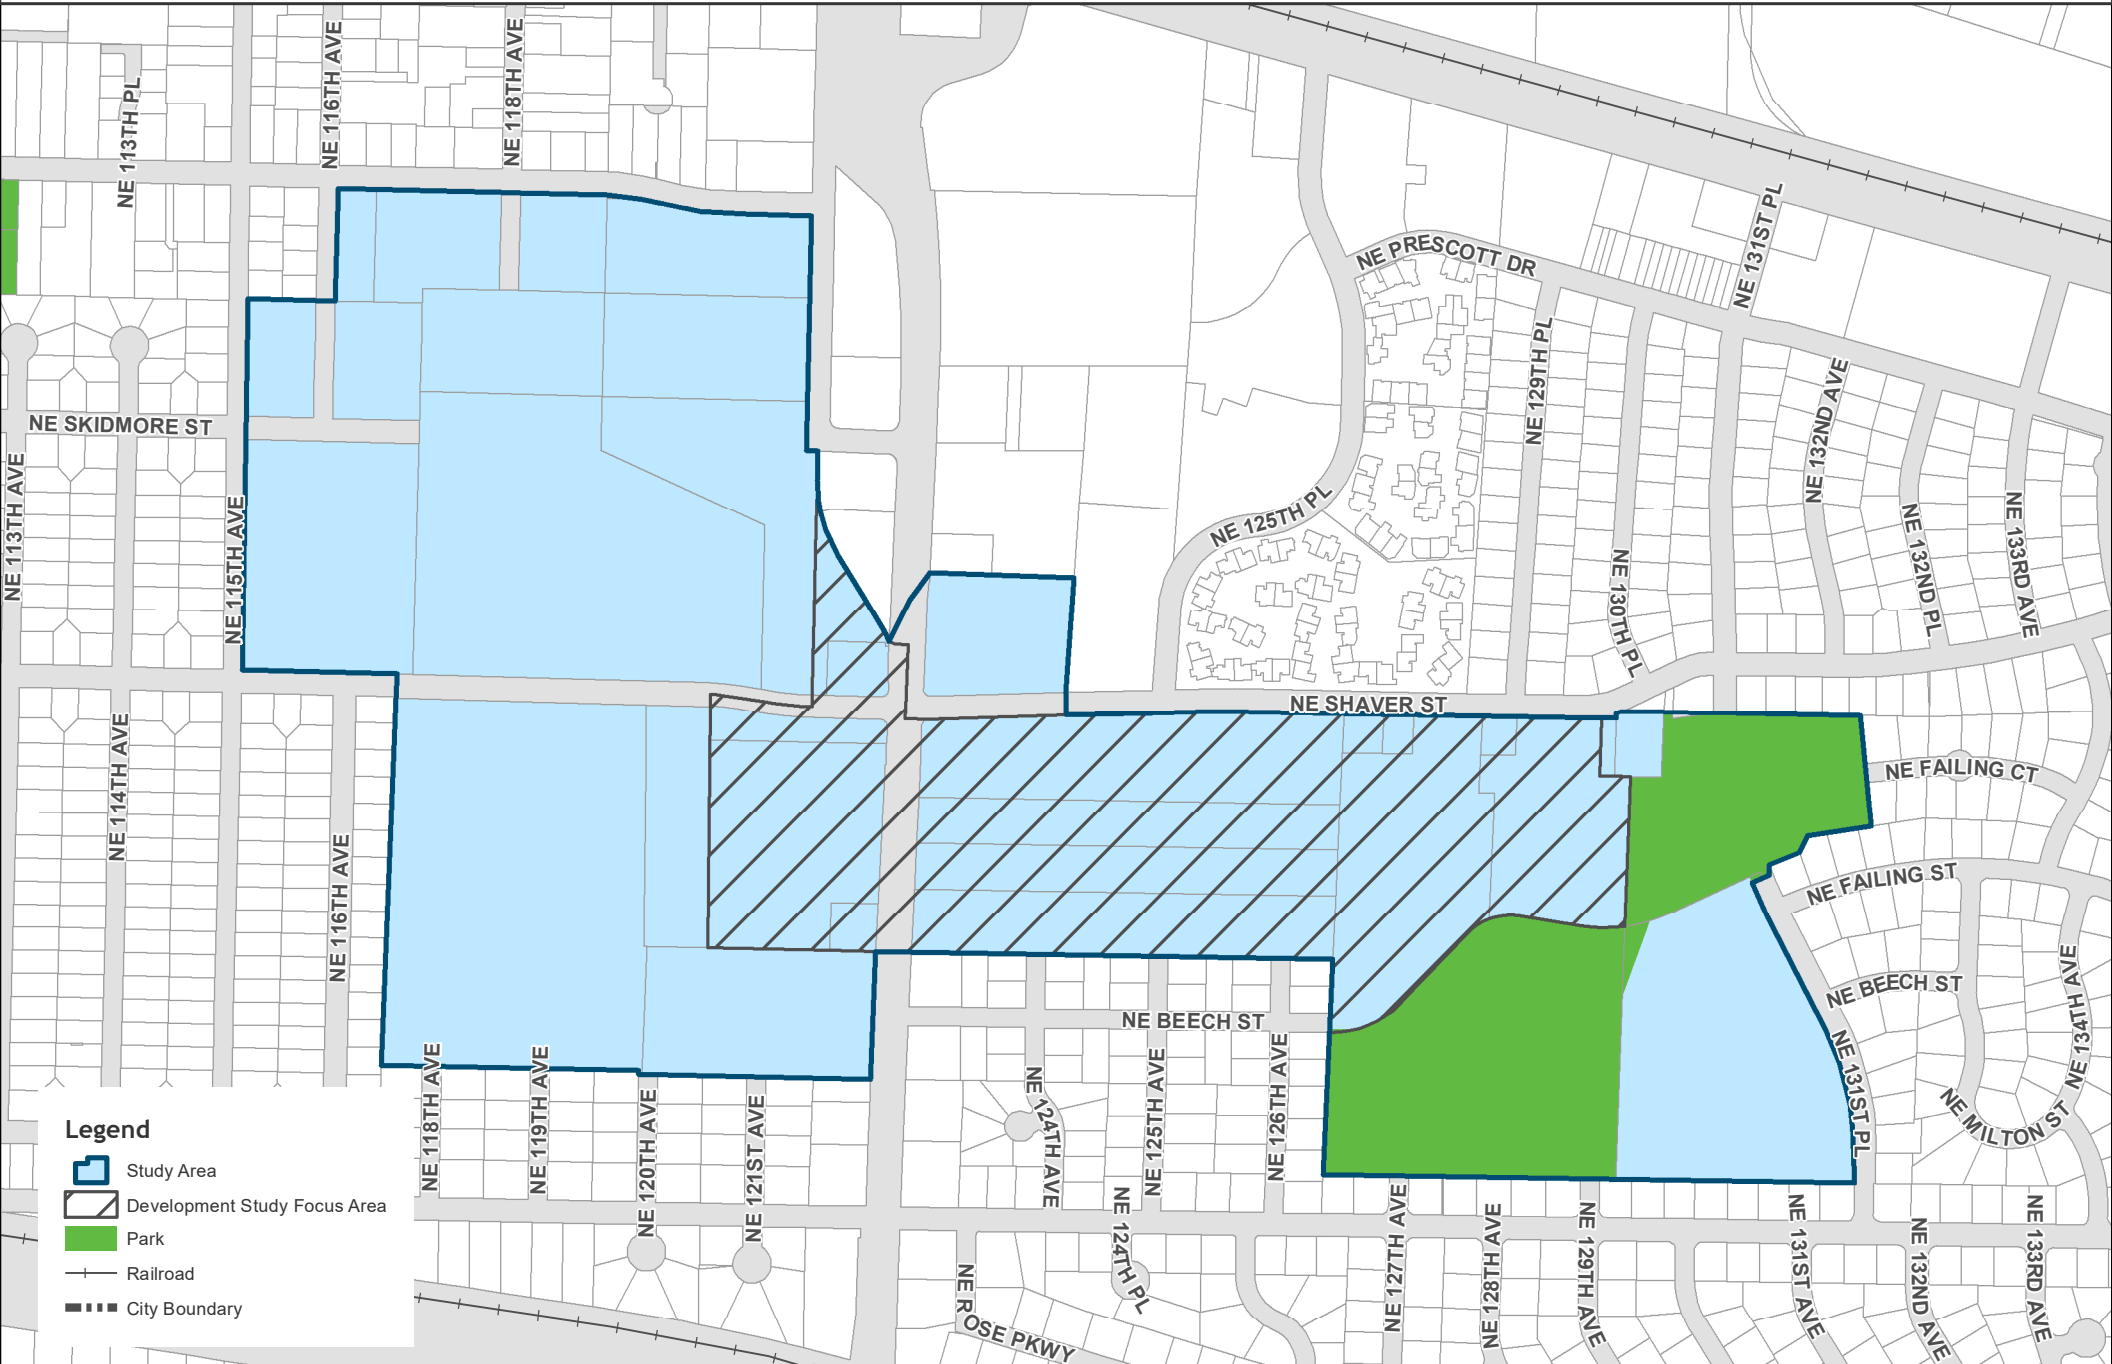 NE 116TH AVE
NE 118TH AVE
NE 113TH PL
NE 131ST PL
NE PRESCOTT DR
NE 129TH PL
NE 132ND AVE
NE SKIDMORE ST
NE 113TH AVE
NE 115TH AVE
NE 125TH PL
NE 130TH PL
NE 132ND PL
NE 133RD AVE
NE SHAVER ST
NE 114TH AVE
NE 116TH AVE
NE FAILING CT
NE FAILING ST
NE BEECH ST
NE 134TH AVE
NE BEECH ST
NE 131ST PL
NE MILTON ST
NE 118TH AVE
NE 119TH AVE
NE 120TH AVE
NE 121ST AVE
NE 124TH AVE
NE 125TH AVE
NE 126TH AVE
NE 124TH PL
NE 127TH AVE
NE 128TH AVE
NE 129TH AVE
NE 131ST AVE
NE 132ND AVE
NE 133RD AVE
NE ROSE PKWY
Legend
Study Area
Development Study Focus Area
Park
Railroad
City Boundary